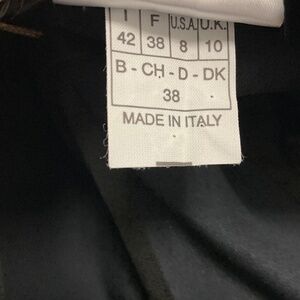 I F U.S.A. U.K.
42 38 8 10
B - CH - D - DK
38
MADE IN ITALY